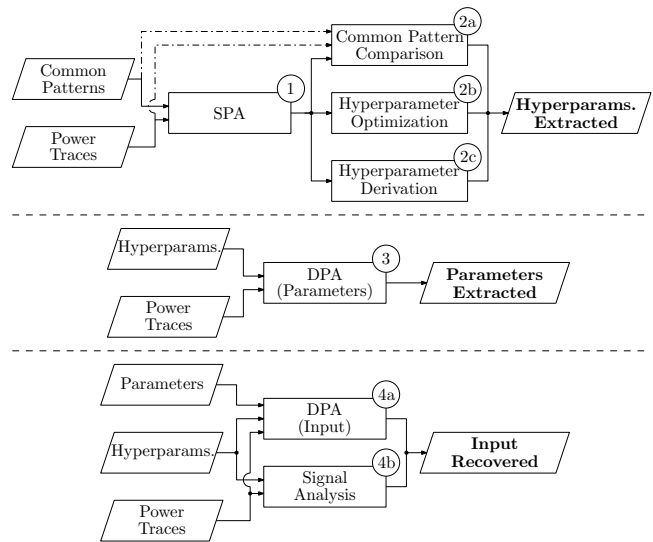 2a
Common Pattern
Comparison
Common
Patterns
1
SPA
2b
Hyperparameter
Optimization
Hyperparams.
Extracted
Power
Traces
2c
Hyperparameter
Derivation
Hyperparams.
3
DPA
(Parameters)
Parameters
Extracted
Power
Traces
Parameters
4a
DPA
(Input)
Hyperparams.
Input
Recovered
4b
Signal
Analysis
Power
Traces